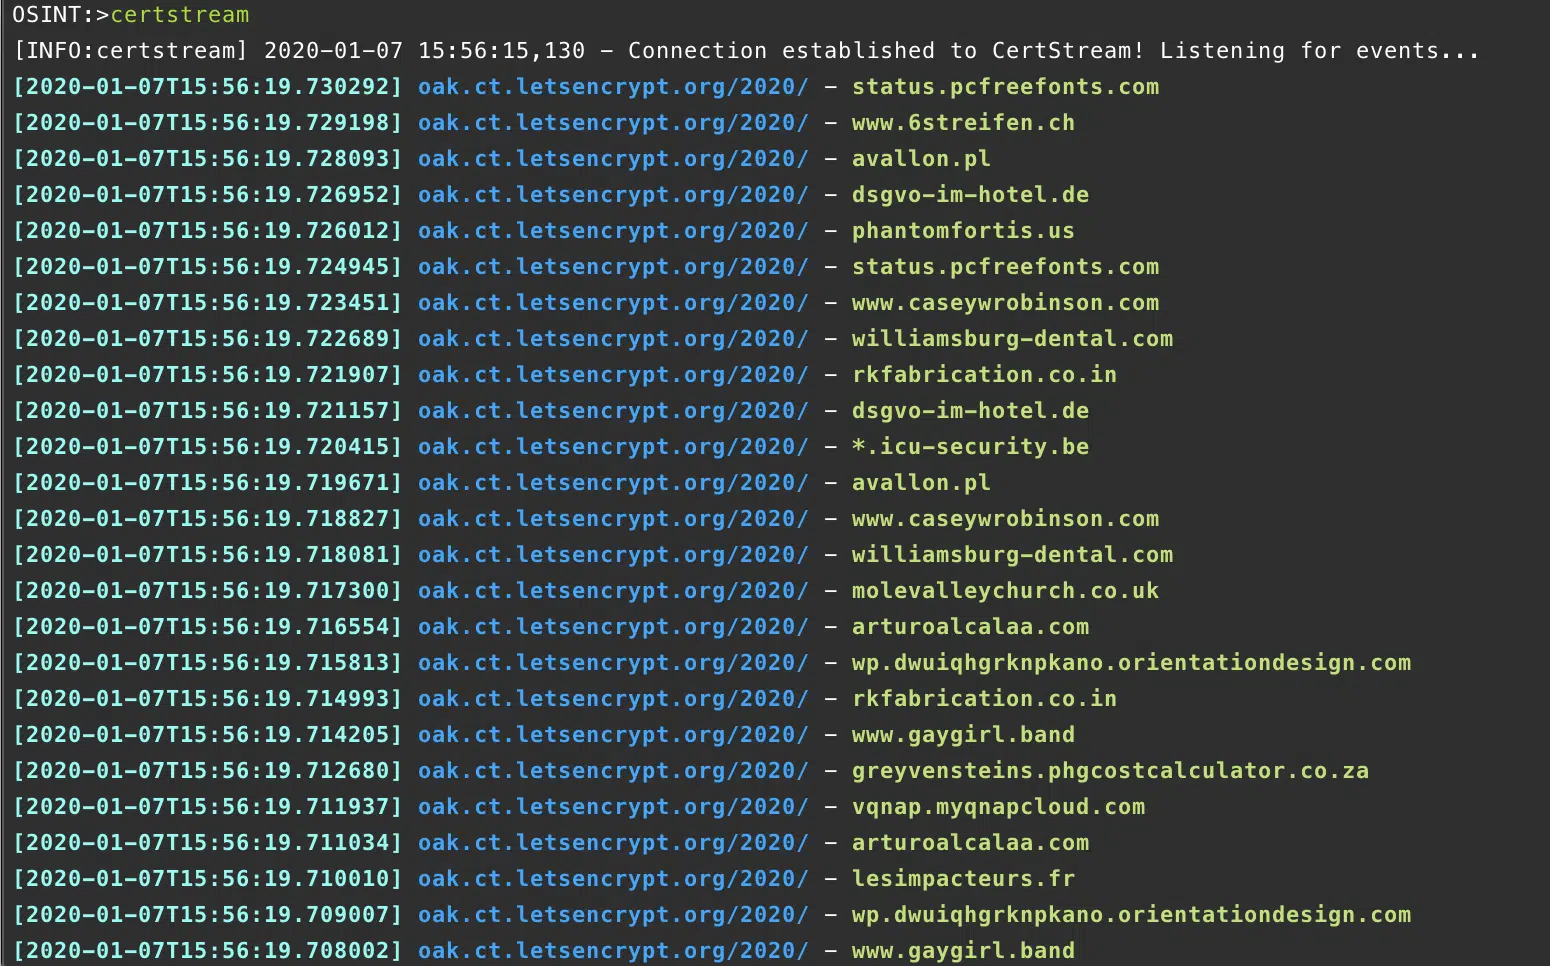 OSINT:>certstream
[INFO:certstream] 2020-01-07 15:56:15,130 - Connection established to CertStream! Listening for events...
[2020-01-07T15:56:19.730292] oak.ct.letsencrypt.org/2020/ - status.pcfreefonts.com
[2020-01-07T15:56:19.729198] oak.ct.letsencrypt.org/2020/ - www.6streifen.ch
[2020-01-07T15:56:19.728093] oak.ct.letsencrypt.org/2020/ - avallon.pl
[2020-01-07T15:56:19.726952] oak.ct.letsencrypt.org/2020/ - dsgvo-im-hotel.de
[2020-01-07T15:56:19.726012] oak.ct.letsencrypt.org/2020/ - phantomfortis.us
[2020-01-07T15:56:19.724945] oak.ct.letsencrypt.org/2020/ - status.pcfreefonts.com
[2020-01-07T15:56:19.723451] oak.ct.letsencrypt.org/2020/ - www.caseywrobinson.com
[2020-01-07T15:56:19.722689] oak.ct.letsencrypt.org/2020/ - williamsburg-dental.com
[2020-01-07T15:56:19.721907] oak.ct.letsencrypt.org/2020/ - rkfabrication.co.in
[2020-01-07T15:56:19.721157] oak.ct.letsencrypt.org/2020/ - dsgvo-im-hotel.de
[2020-01-07T15:56:19.720415] oak.ct.letsencrypt.org/2020/ - *.icu-security.be
[2020-01-07T15:56:19.719671] oak.ct.letsencrypt.org/2020/ - avallon.pl
[2020-01-07T15:56:19.718827] oak.ct.letsencrypt.org/2020/ - www.caseywrobinson.com
[2020-01-07T15:56:19.718081] oak.ct.letsencrypt.org/2020/ - williamsburg-dental.com
[2020-01-07T15:56:19.717300] oak.ct.letsencrypt.org/2020/ - molevalleychurch.co.uk
[2020-01-07T15:56:19.716554] oak.ct.letsencrypt.org/2020/ - arturoalcalaa.com
[2020-01-07T15:56:19.715813] oak.ct.letsencrypt.org/2020/ - wp.dwuiqhgrknpkano.orientationdesign.com
[2020-01-07T15:56:19.714993] oak.ct.letsencrypt.org/2020/ - rkfabrication.co.in
[2020-01-07T15:56:19.714205] oak.ct.letsencrypt.org/2020/ - www.gaygirl.band
[2020-01-07T15:56:19.712680] oak.ct.letsencrypt.org/2020/ - greyvensteins.phgcostcalculator.co.za
[2020-01-07T15:56:19.711937] oak.ct.letsencrypt.org/2020/ - vqnap.myqnapcloud.com
[2020-01-07T15:56:19.711034] oak.ct.letsencrypt.org/2020/ - arturoalcalaa.com
[2020-01-07T15:56:19.710010] oak.ct.letsencrypt.org/2020/ - lesimpacteurs.fr
[2020-01-07T15:56:19.709007] oak.ct.letsencrypt.org/2020/ - wp.dwuiqhgrknpkano.orientationdesign.com
[2020-01-07T15:56:19.708002] oak.ct.letsencrypt.org/2020/ - www.gaygirl.band